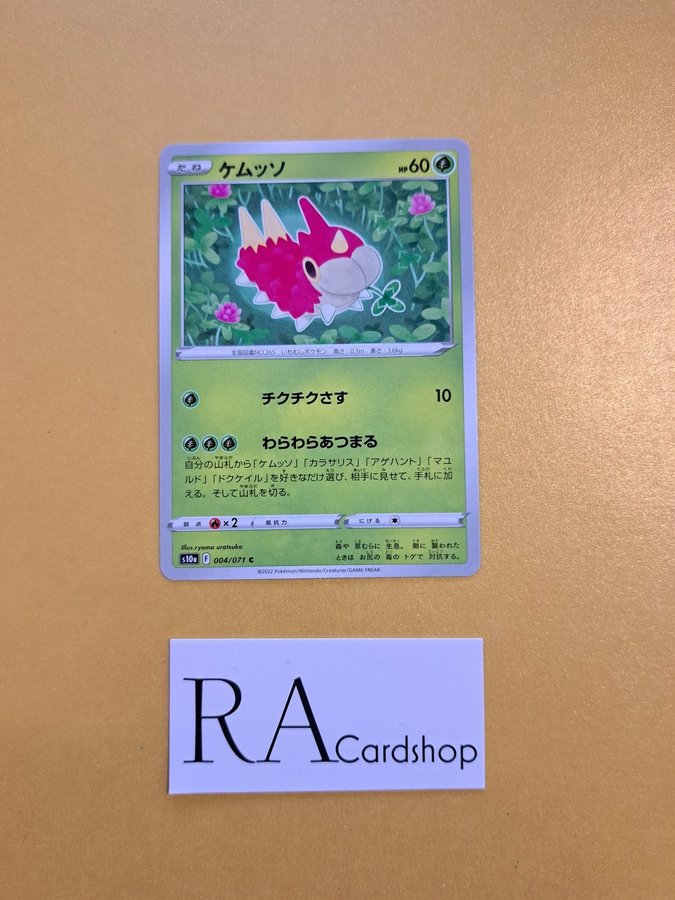 たね ケムッソ HP60
全国図鑑NO.265 いもむしポケモン 高さ：0.3m 重さ：3.6kg
チクチクさす 10
わらわらあつまる
自分の山札から「ケムッソ」「カラサリス」「アゲハント」「マユ
ルド」「ドクケイル」を好きなだけ選び、相手に見せて、手札に加
える。そして山札を切る。
弱点 ×2 抵抗力 にげる
Illus.ryoma uratsuka
森や 草むらに 生息。敵に 襲われた
ときは お尻の 毒の トゲで 対抗する。
s10a F 004/071 C
©2022 Pokémon/Nintendo/Creatures/GAME FREAK.
RA Cardshop